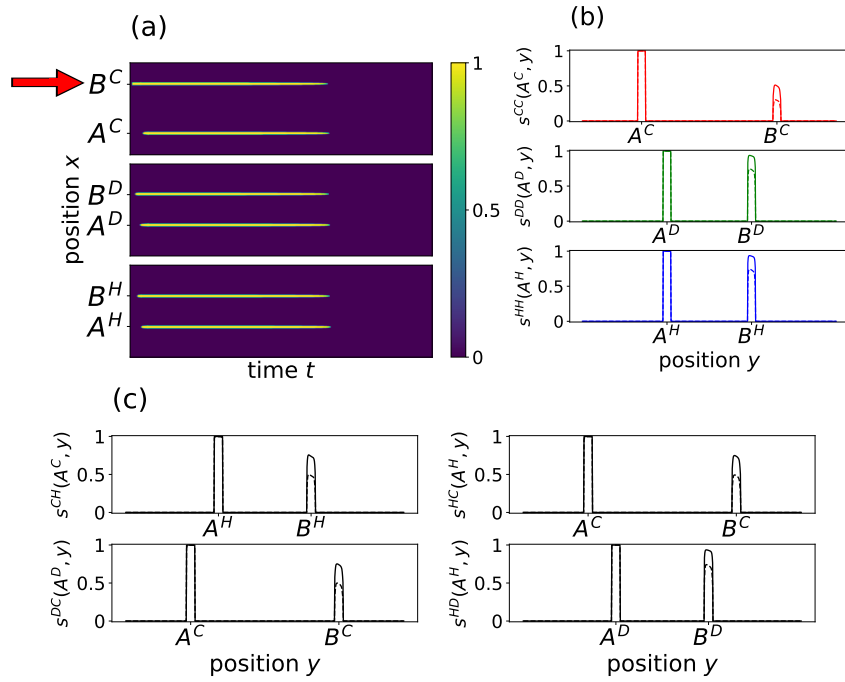 (a)
B^C
A^C
B^D
A^D
B^H
A^H
position x
time t
1
0.5
0
(b)
s^{CC}(A^C, y)
1
0.5
0
A^C B^C
s^{DD}(A^D, y)
1
0.5
0
A^D B^D
s^{HH}(A^H, y)
1
0.5
0
A^H B^H
position y
(c)
s^{CH}(A^C, y)
1
0.5
0
A^H B^H
s^{HC}(A^H, y)
1
0.5
0
A^C B^C
s^{DC}(A^D, y)
1
0.5
0
A^C B^C
position y
s^{HD}(A^H, y)
1
0.5
0
A^D B^D
position y